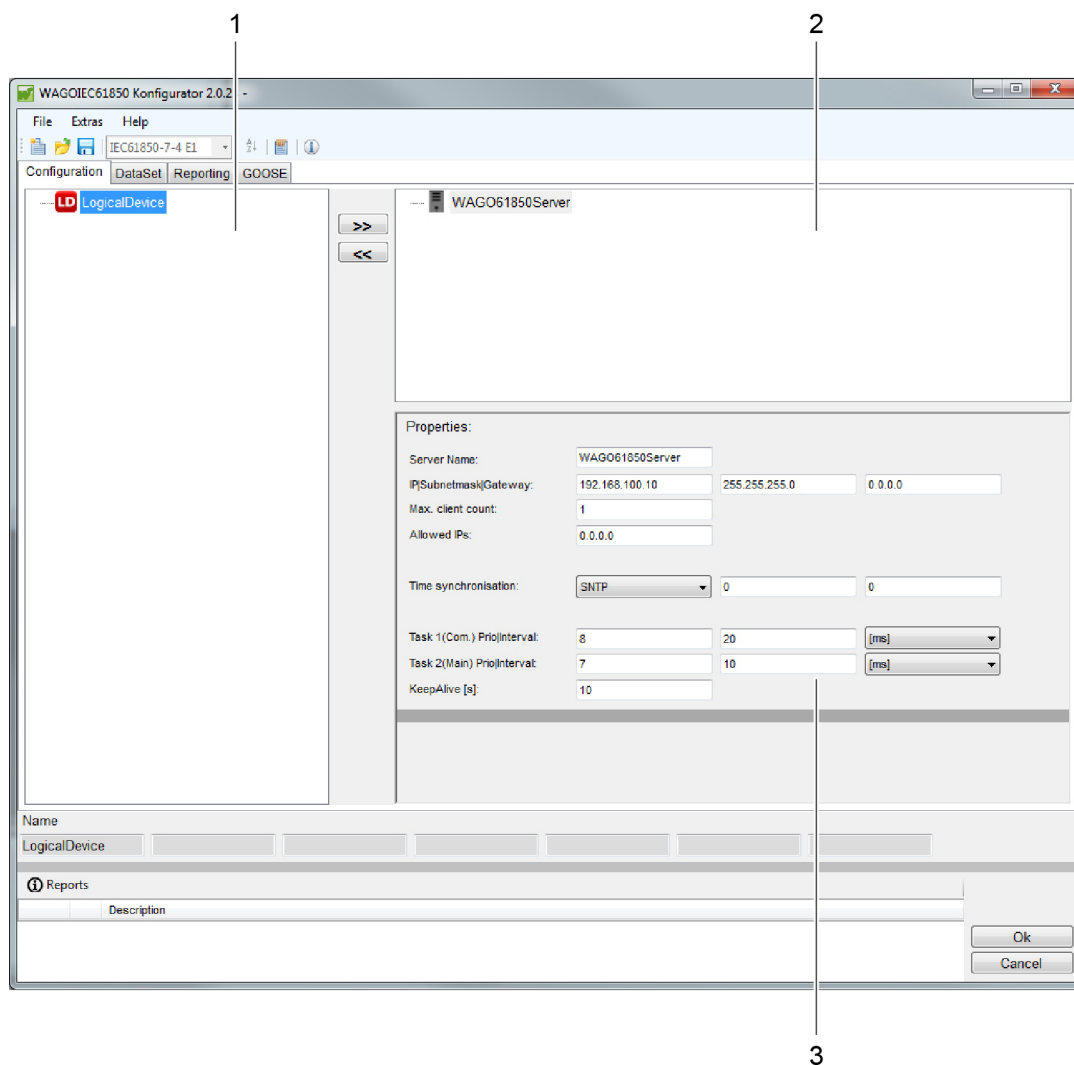 1 2
WAGOIEC61850 Konfigurator 2.0.2 -
File Extras Help
IEC61850-7-4 E1
Configuration DataSet Reporting GOOSE
LD LogicalDevice
>>
<<
WAGO61850Server
Properties:
Server Name: WAGO61850Server
IP|Subnetmask|Gateway: 192.168.100.10 255.255.255.0 0.0.0.0
Max. client count: 1
Allowed IPs: 0.0.0.0
Time synchronisation: SNTP 0 0
Task 1(Com.) Prio|Interval: 8 20 [ms]
Task 2(Main) Prio|Interval: 7 10 [ms]
KeepAlive [s]: 10
Name
LogicalDevice
Reports
Description
Ok
Cancel
3